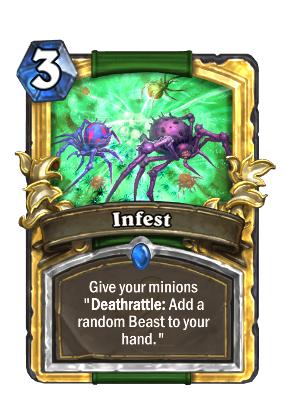 3
Infest
Give your minions
"Deathrattle: Add a
random Beast to your
hand."